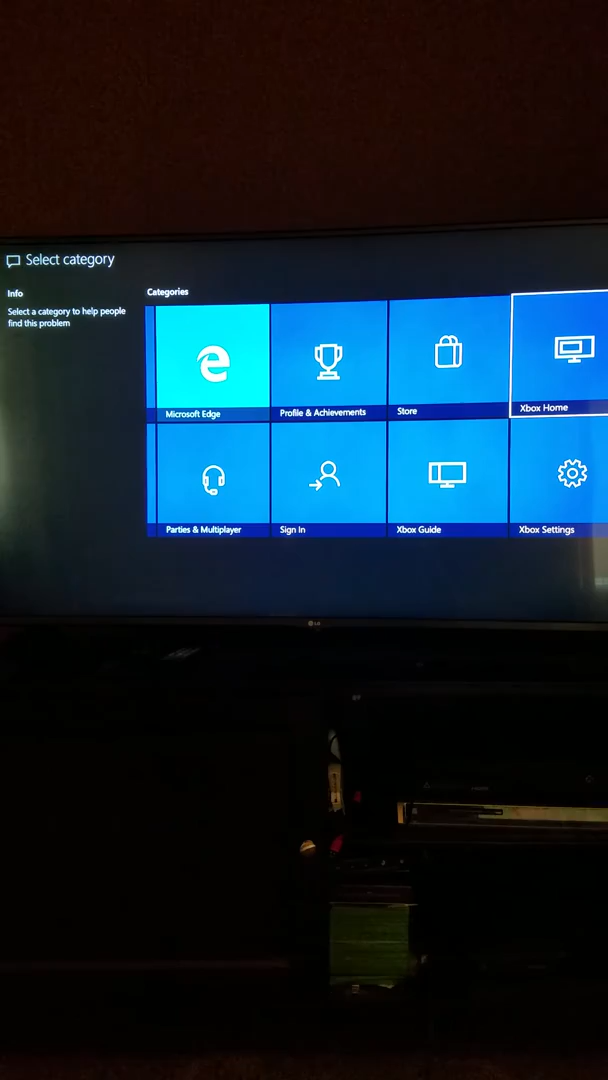 Select category
Info
Select a category to help people
find this problem
Categories
Microsoft Edge
Profile & Achievements
Store
Xbox Home
Parties & Multiplayer
Sign In
Xbox Guide
Xbox Settings
LG